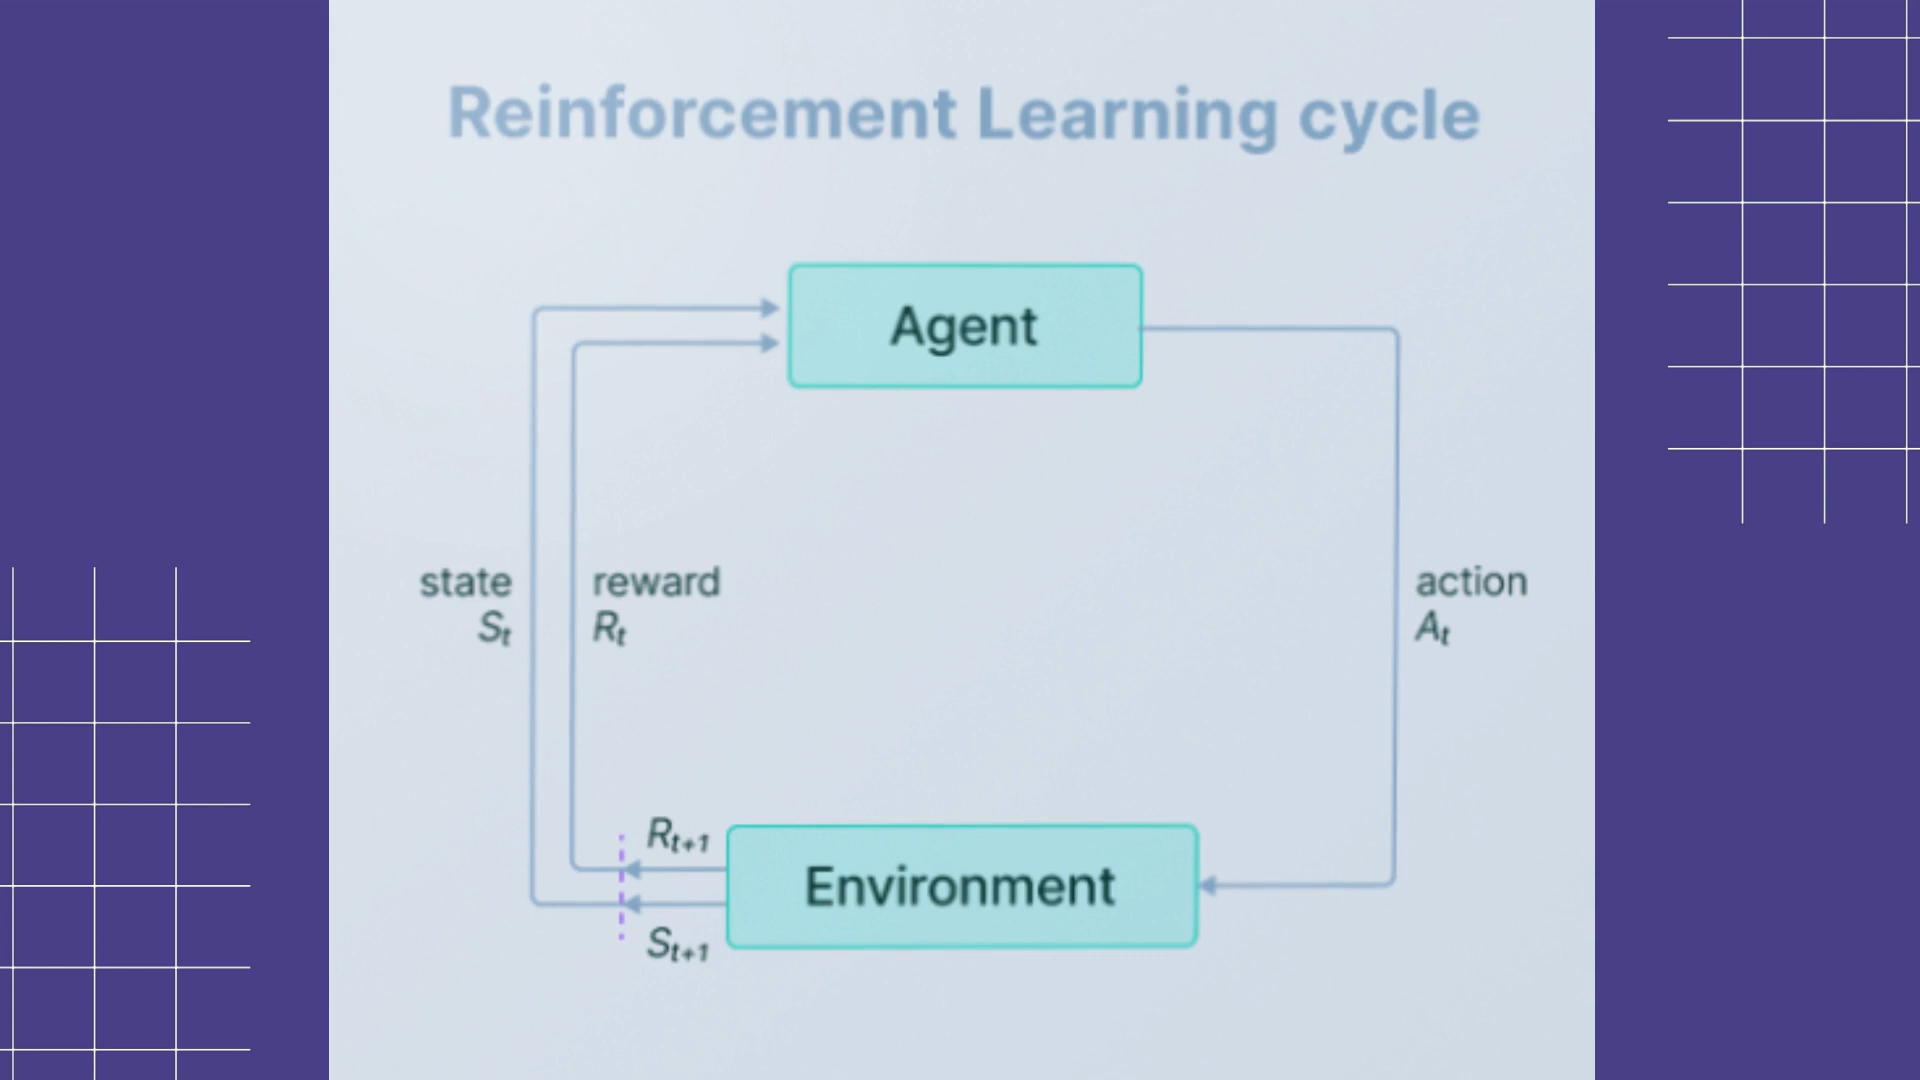 Reinforcement Learning cycle
Agent
state
Sₜ
reward
Rₜ
action
Aₜ
Rₜ₊₁
Environment
Sₜ₊₁